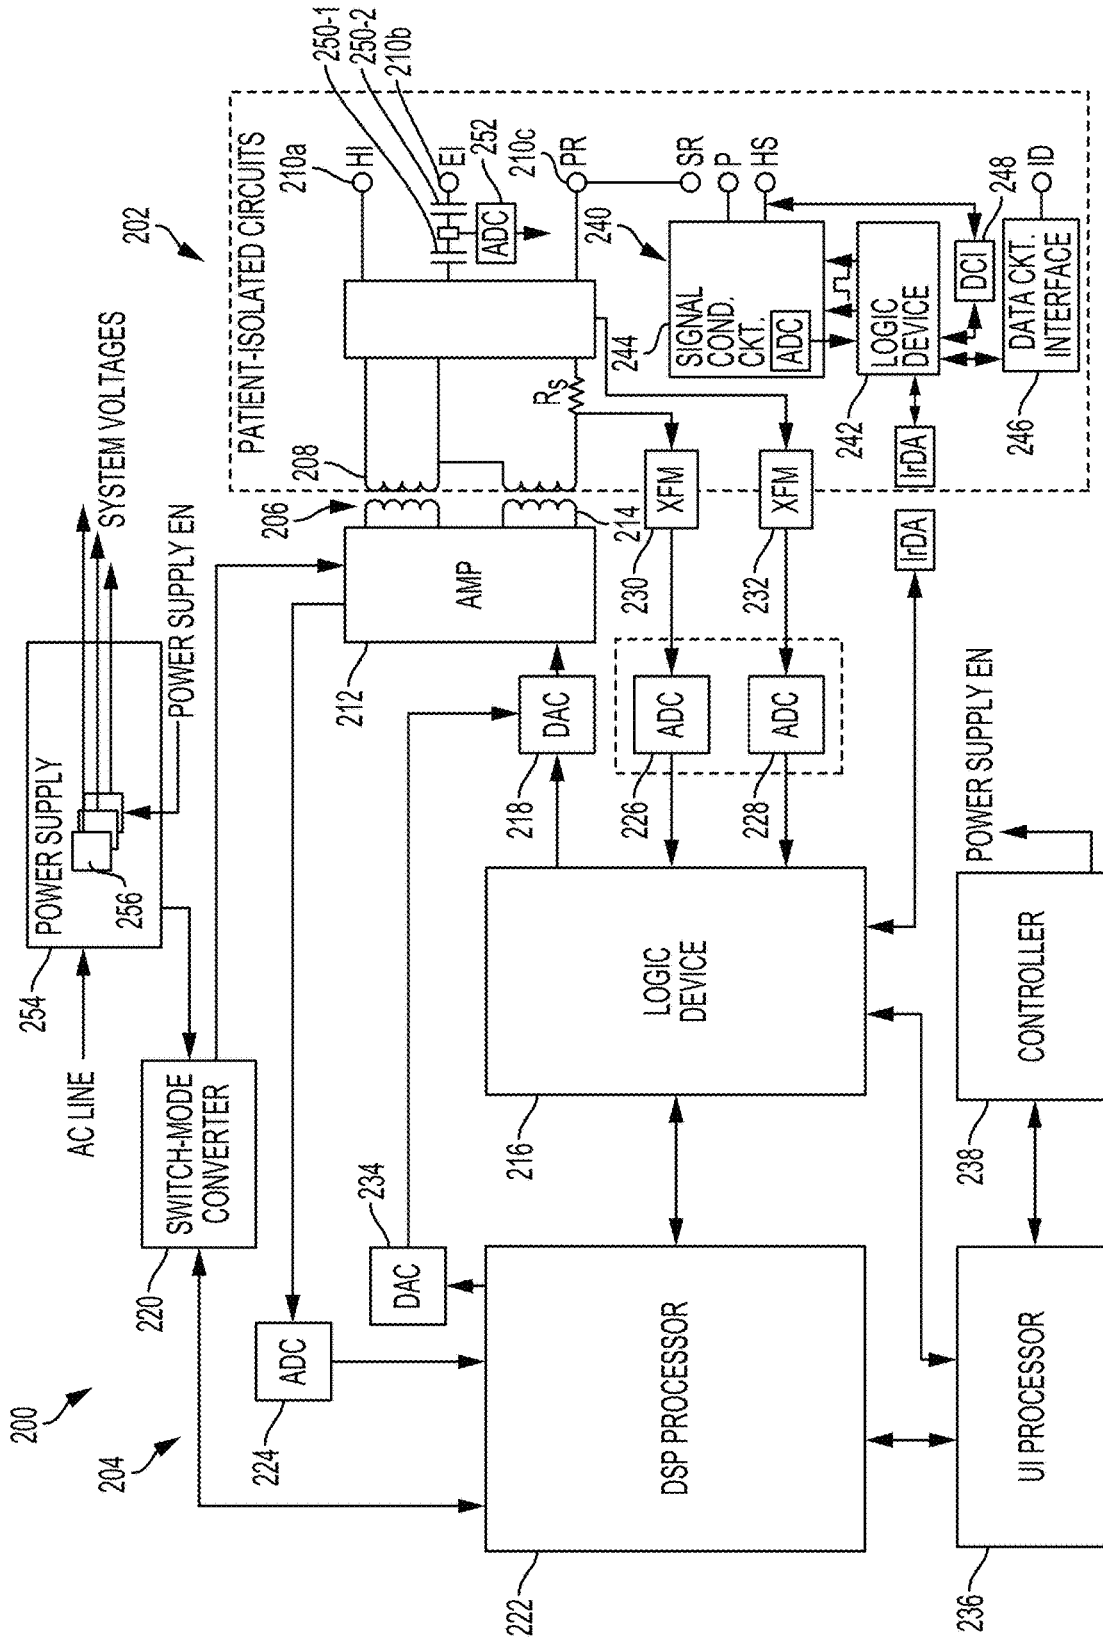 200
204
202
254
POWER SUPPLY
256
AC LINE
SYSTEM VOLTAGES
POWER SUPPLY EN
220
SWITCH-MODE
CONVERTER
224
ADC
234
DAC
212
AMP
206
208
214
218
DAC
PATIENT-ISOLATED CIRCUITS
210a
HI
250-1
250-2
210b
EI
252
ADC
210c
PR
RS
SR
P
HS
240
244
SIGNAL
COND.
CKT.
ADC
242
LOGIC
DEVICE
248
DCI
246
DATA CKT.
INTERFACE
ID
IrDA
IrDA
230
XFM
232
XFM
226
ADC
228
ADC
216
LOGIC
DEVICE
222
DSP PROCESSOR
236
UI PROCESSOR
238
CONTROLLER
POWER SUPPLY EN